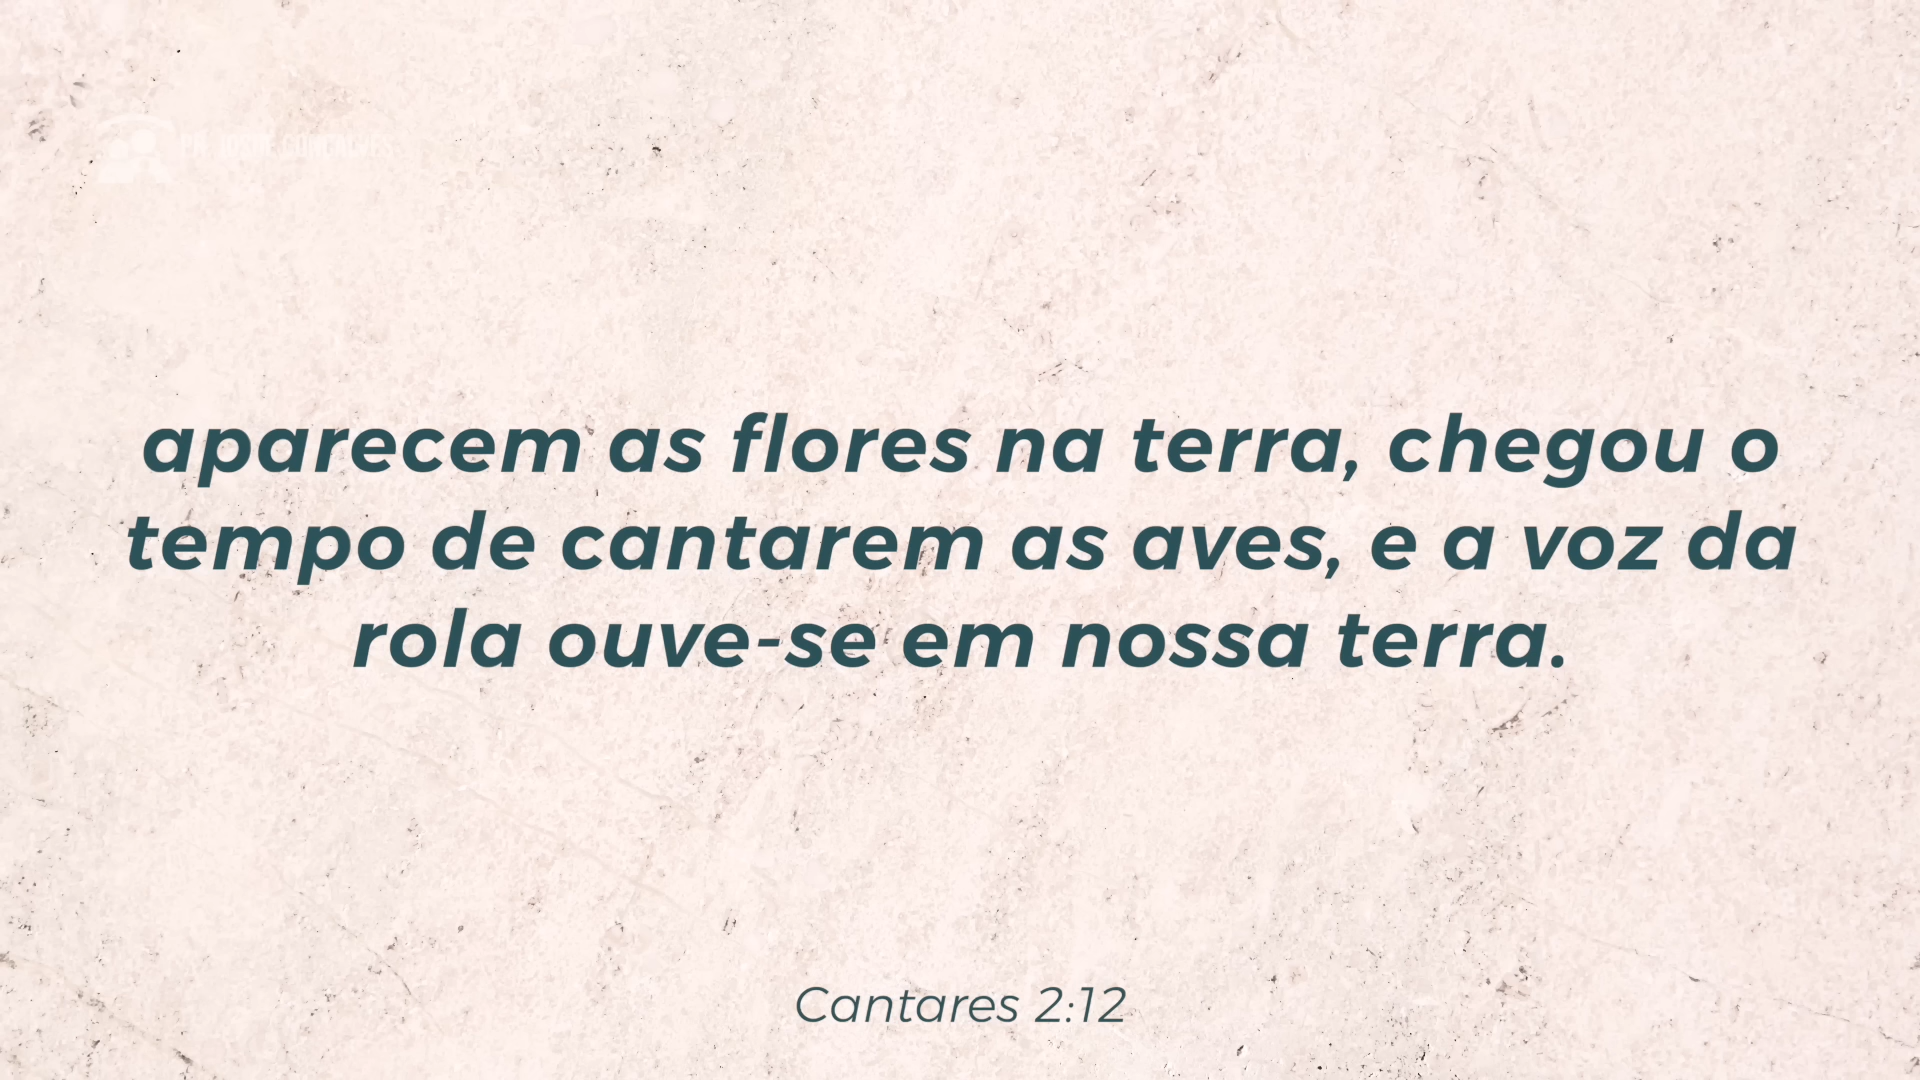 aparecem as flores na terra, chegou o
tempo de cantarem as aves, e a voz da
rola ouve-se em nossa terra.
Cantares 2:12